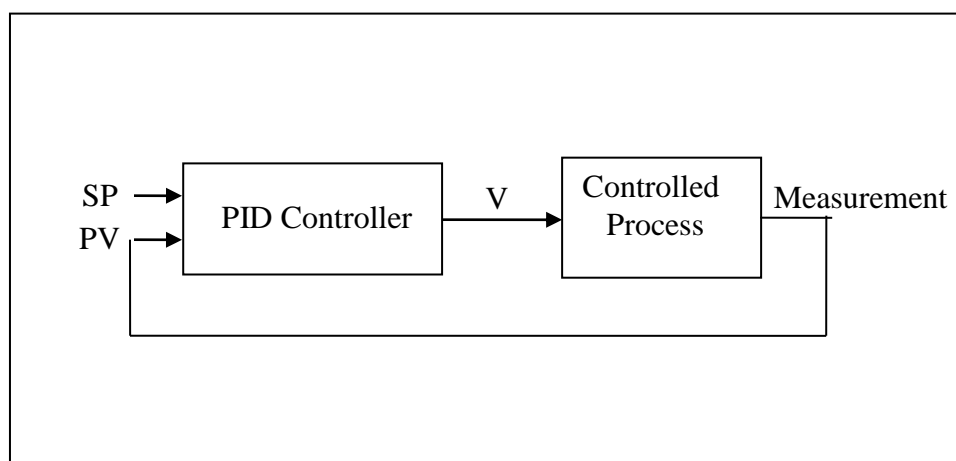 SP
PV
PID Controller
V
Controlled
Process
Measurement